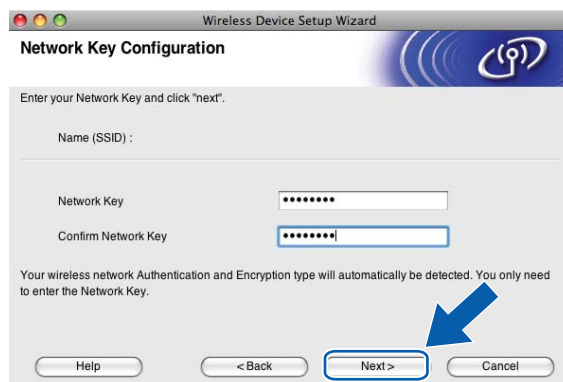 Wireless Device Setup Wizard
Network Key Configuration
Enter your Network Key and click "next".
Name (SSID) :
Network Key
••••••••
Confirm Network Key
••••••••
Your wireless network Authentication and Encryption type will automatically be detected. You only need
to enter the Network Key.
Help
< Back
Next >
Cancel